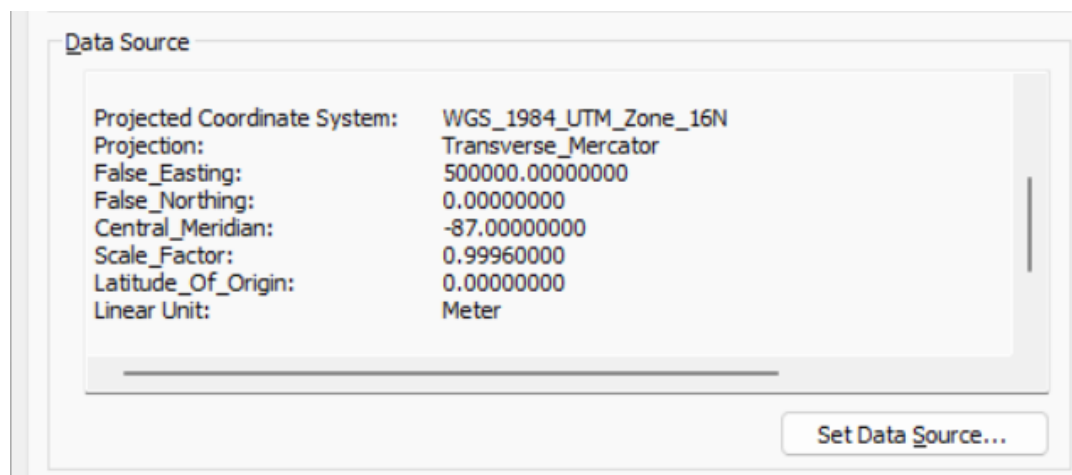 Data Source
Projected Coordinate System: WGS_1984_UTM_Zone_16N
Projection: Transverse_Mercator
False_Easting: 500000.00000000
False_Northing: 0.00000000
Central_Meridian: -87.00000000
Scale_Factor: 0.99960000
Latitude_Of_Origin: 0.00000000
Linear Unit: Meter
Set Data Source...